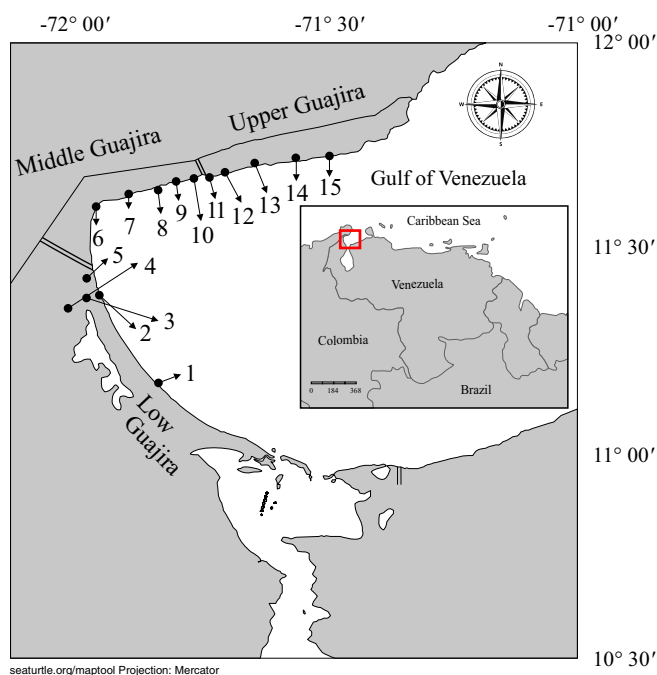 -72° 00′
-71° 30′
-71° 00′
12° 00′
Upper Guajira
Middle Guajira
N
W
E
S
Gulf of Venezuela
6
7
8
9
10
11
12
13
14
15
11° 30′
5
4
3
2
1
Low
Guajira
Caribbean Sea
Venezuela
Colombia
Brazil
0 184 368
11° 00′
10° 30′
seaturtle.org/maptool Projection: Mercator